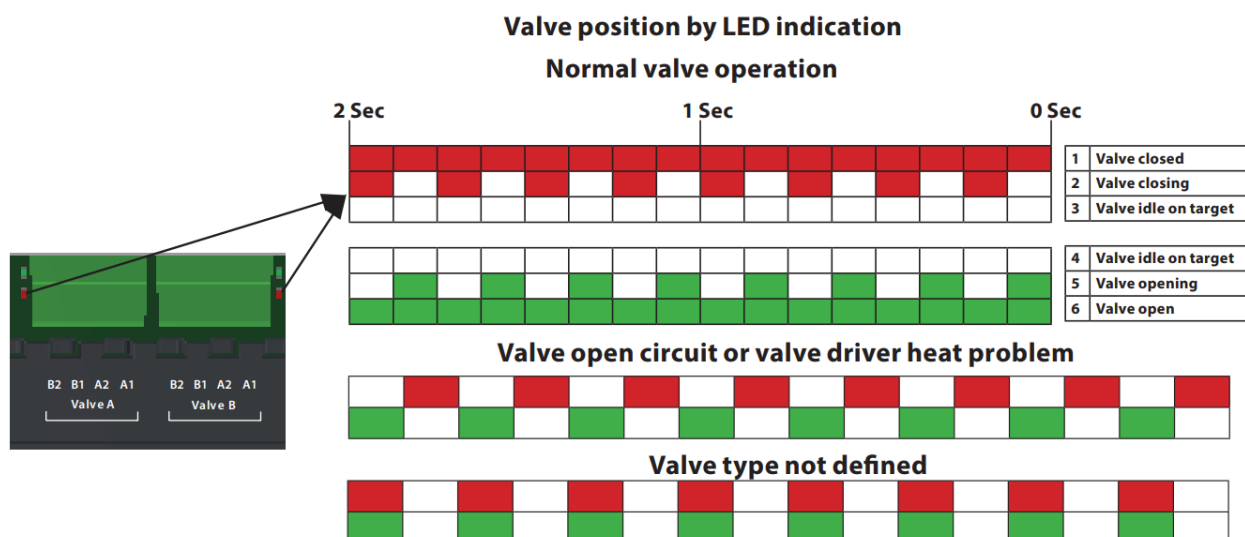 Valve position by LED indication
Normal valve operation
2 Sec 1 Sec 0 Sec
1 Valve closed
2 Valve closing
3 Valve idle on target
4 Valve idle on target
5 Valve opening
6 Valve open
B2 B1 A2 A1 B2 B1 A2 A1
Valve A Valve B
Valve open circuit or valve driver heat problem
Valve type not defined